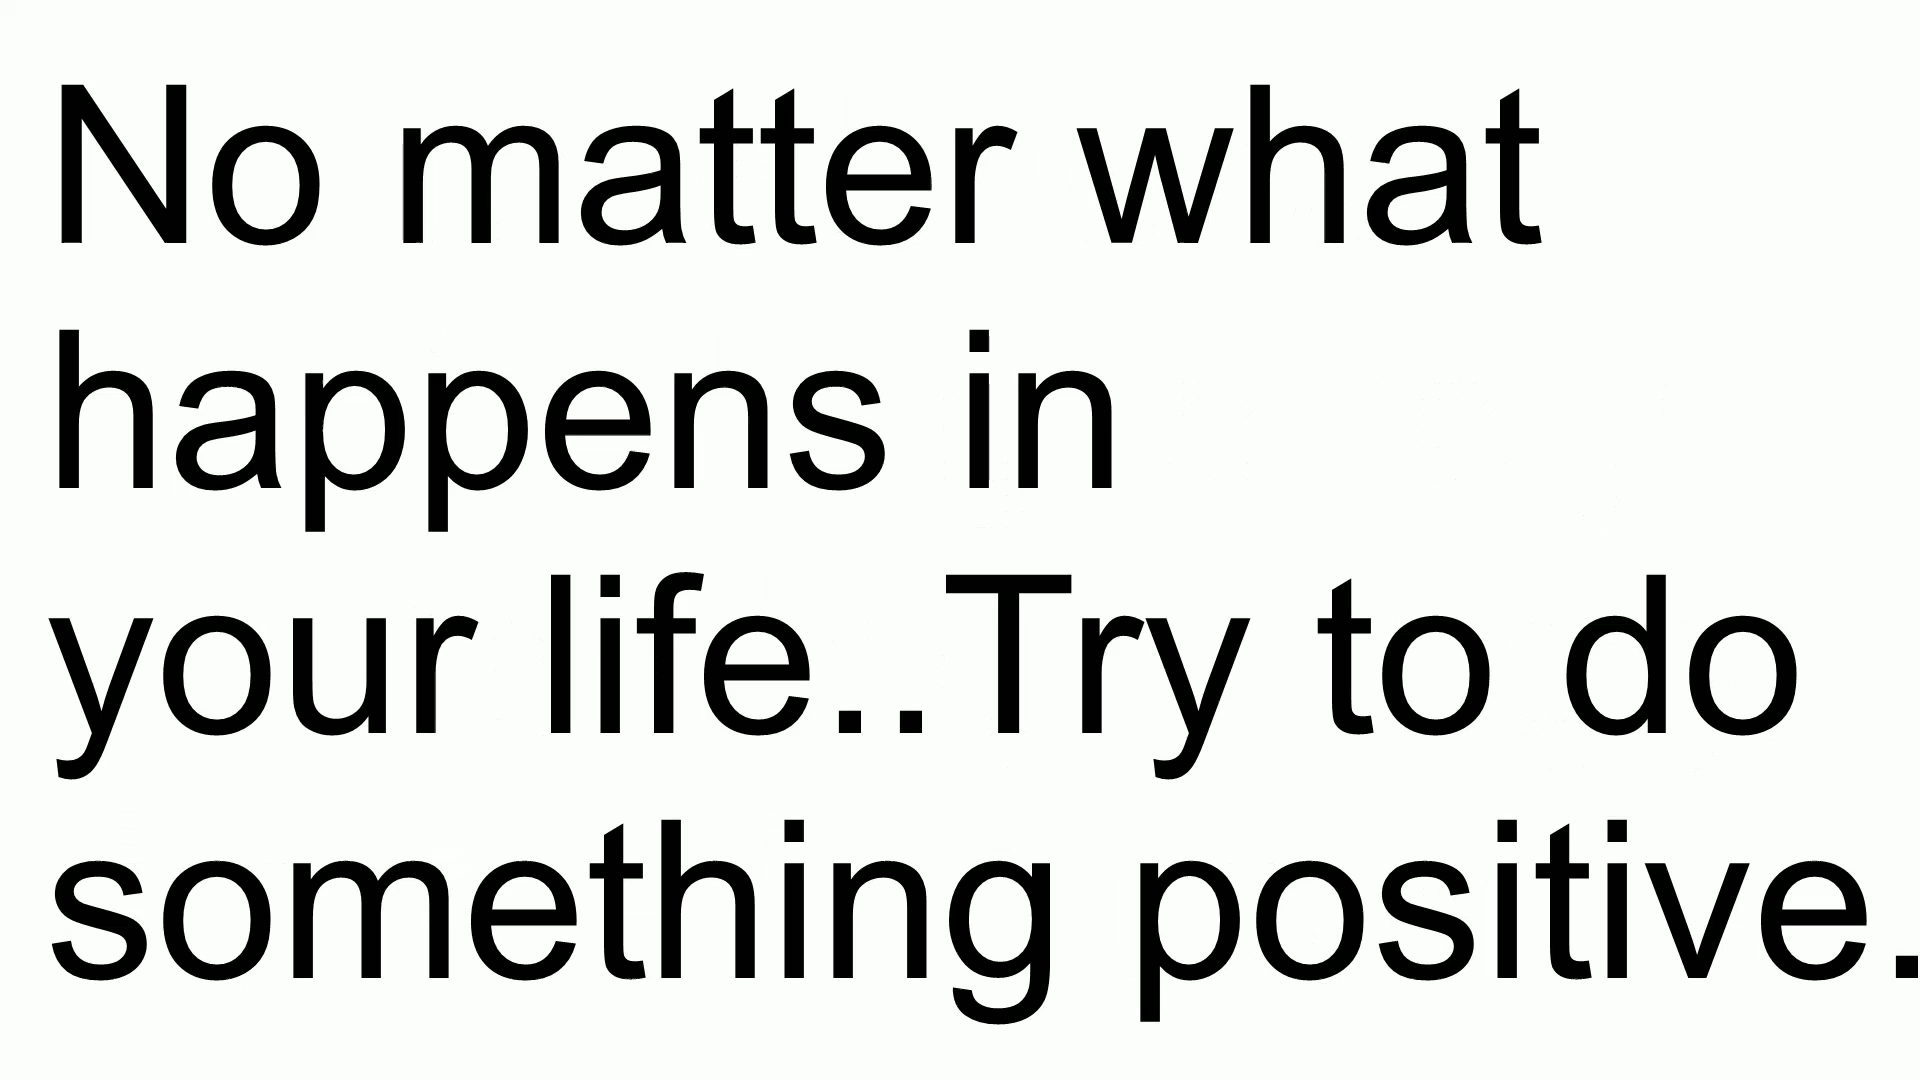 No matter what
happens in
your life..Try to do
something positive.